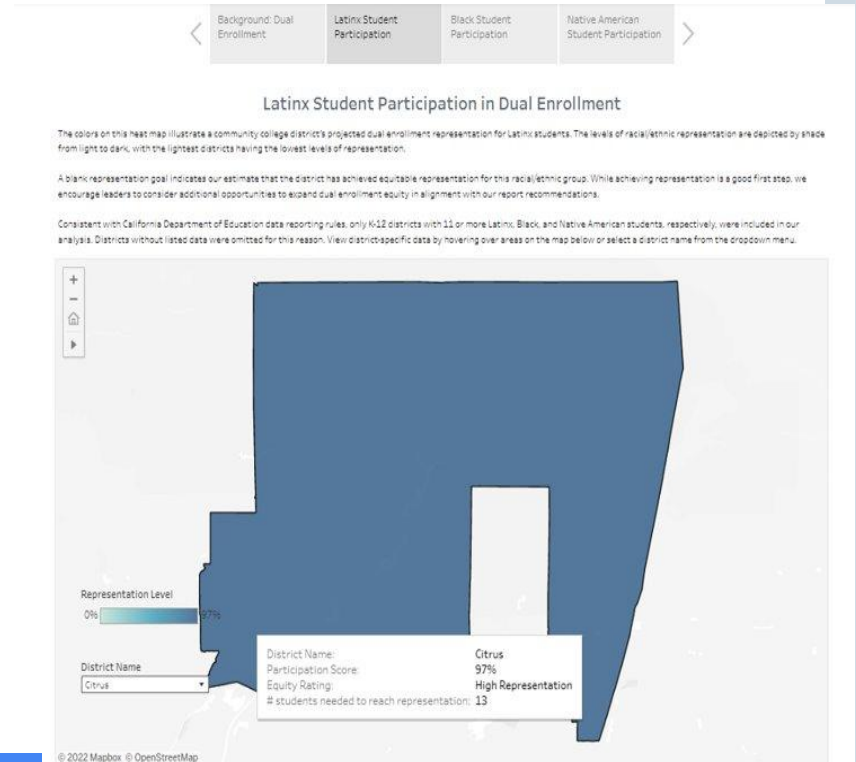 Background: Dual
Enrollment
Latinx Student
Participation
Black Student
Participation
Native American
Student Participation
Latinx Student Participation in Dual Enrollment
The colors on this heat map illustrate a community college district's projected dual enrollment representation for Latinx students. The levels of racial/ethnic representation are depicted by shade
from light to dark, with the lightest districts having the lowest levels of representation.
A blank representation goal indicates our estimate that the district has achieved equitable representation for this racial/ethnic group. While achieving representation is a good first step, we
encourage leaders to consider additional opportunities to expand dual enrollment equity in alignment with our report recommendations.
Consistent with California Department of Education data reporting rules, only K-12 districts with 11 or more Latinx, Black, and Native American students, respectively, were included in our
analysis. Districts without listed data were omitted for this reason. View district-specific data by hovering over areas on the map below or select a district name from the dropdown menu.
Representation Level
0% 97%
District Name
Citrus
District Name: Citrus
Participation Score: 97%
Equity Rating: High Representation
# students needed to reach representation: 13
© 2022 Mapbox © OpenStreetMap